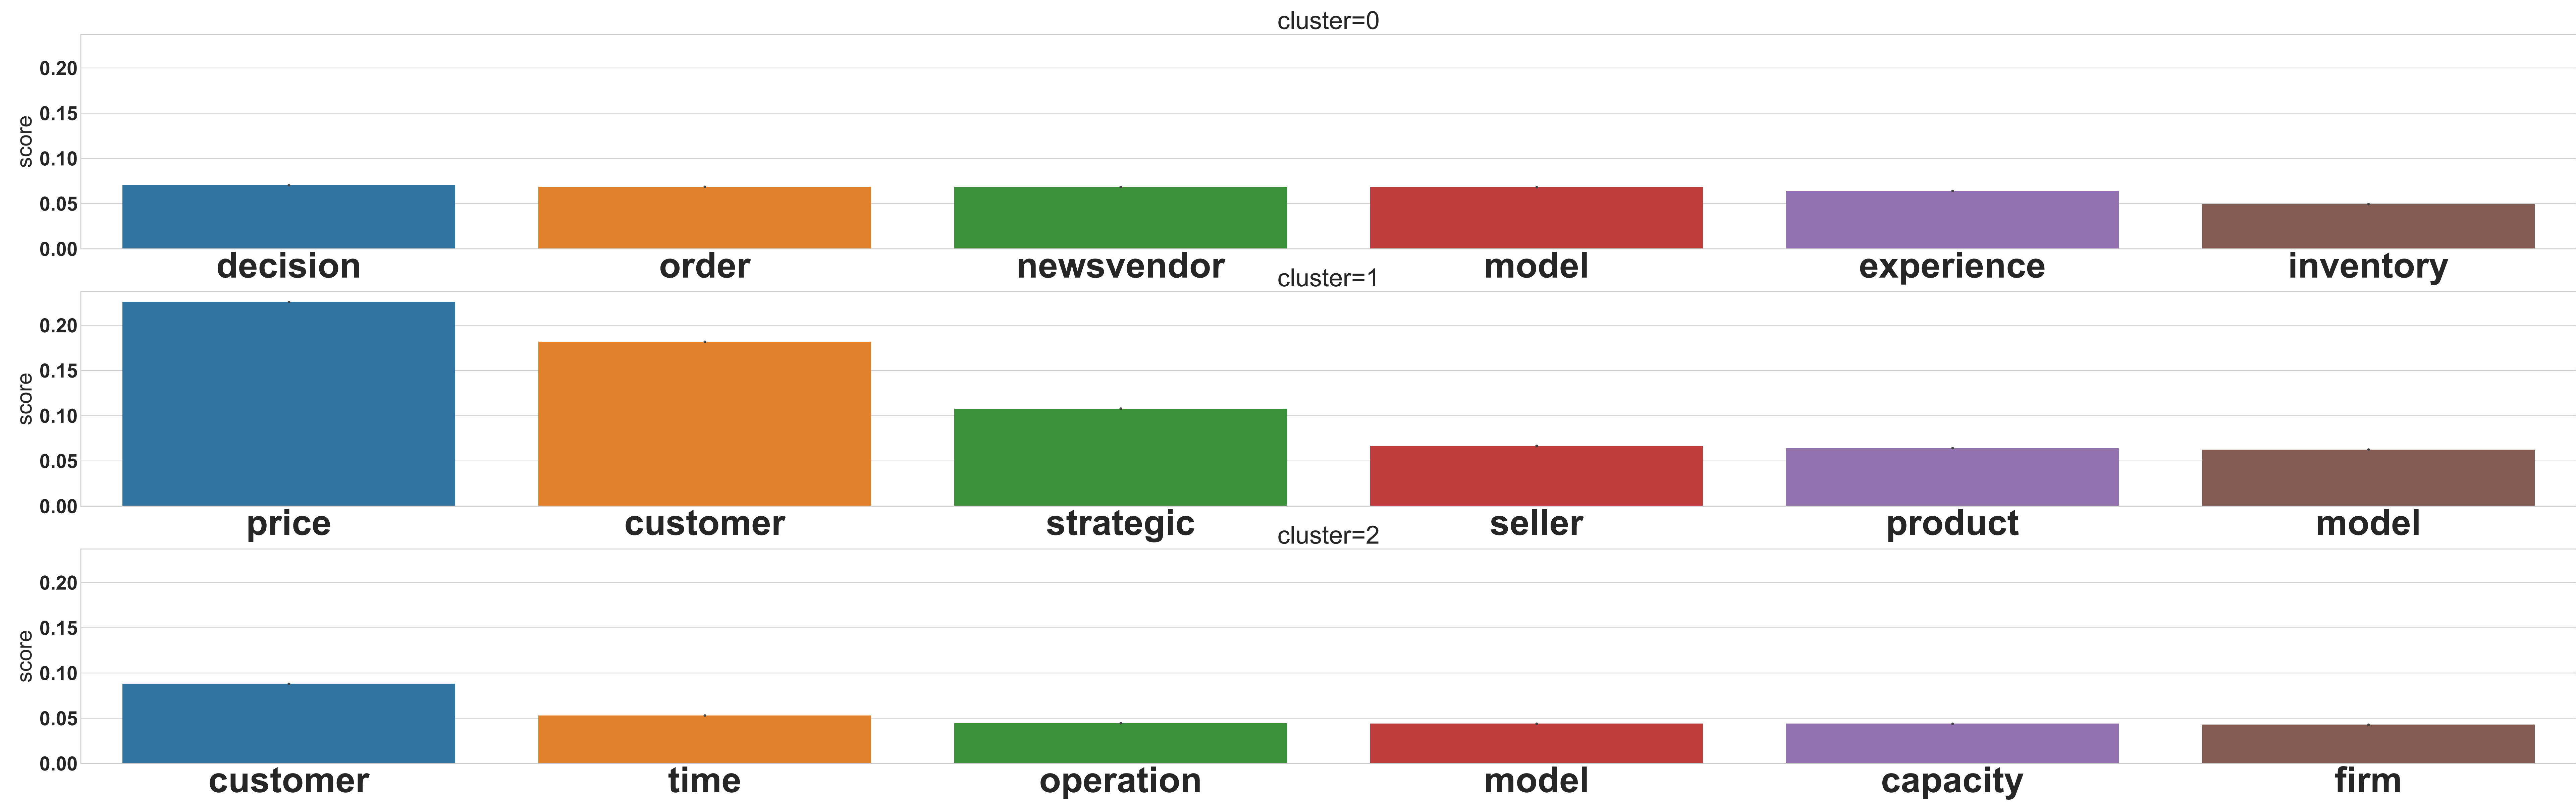 cluster=0
score
0.20
0.15
0.10
0.05
0.00
decision order newsvendor model experience inventory
cluster=1
score
0.20
0.15
0.10
0.05
0.00
price customer strategic seller product model
cluster=2
score
0.20
0.15
0.10
0.05
0.00
customer time operation model capacity firm